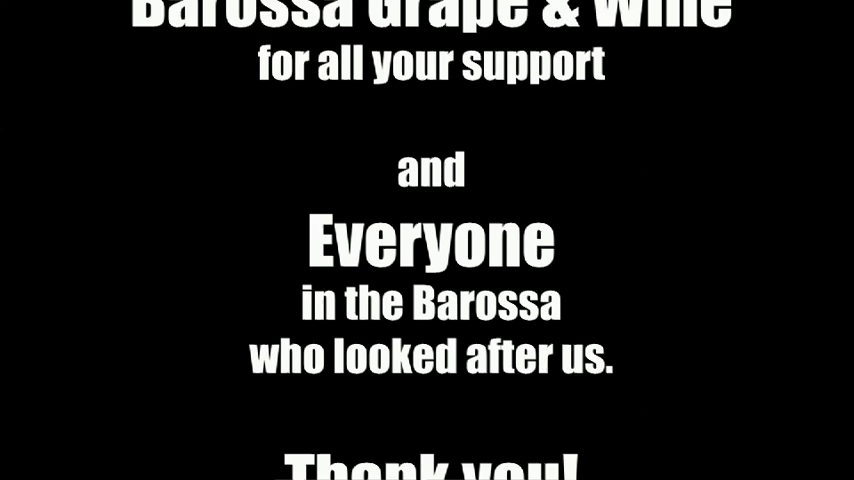 Barossa Grape & Wine
for all your support
and
Everyone
in the Barossa
who looked after us.
Thank you!